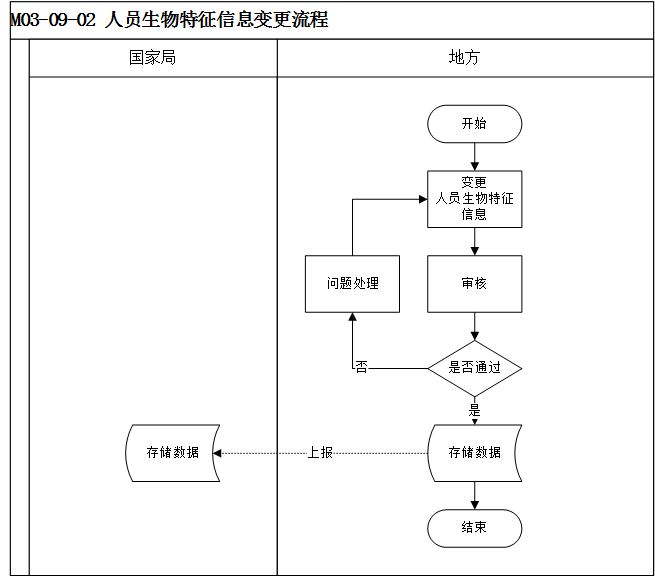 M03-09-02 人员生物特征信息变更流程
国家局
地方
开始
变更
人员生物特征
信息
问题处理
审核
是否通过
否
是
存储数据
上报
存储数据
结束